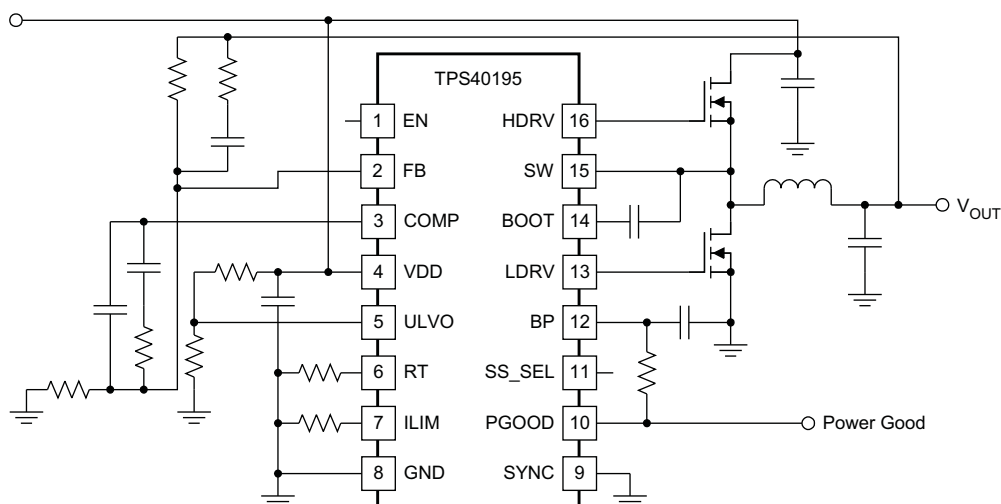 TPS40195
1 EN HDRV 16
2 FB SW 15
3 COMP BOOT 14
4 VDD LDRV 13
5 ULVO BP 12
6 RT SS_SEL 11
7 ILIM PGOOD 10
8 GND SYNC 9
VOUT
Power Good